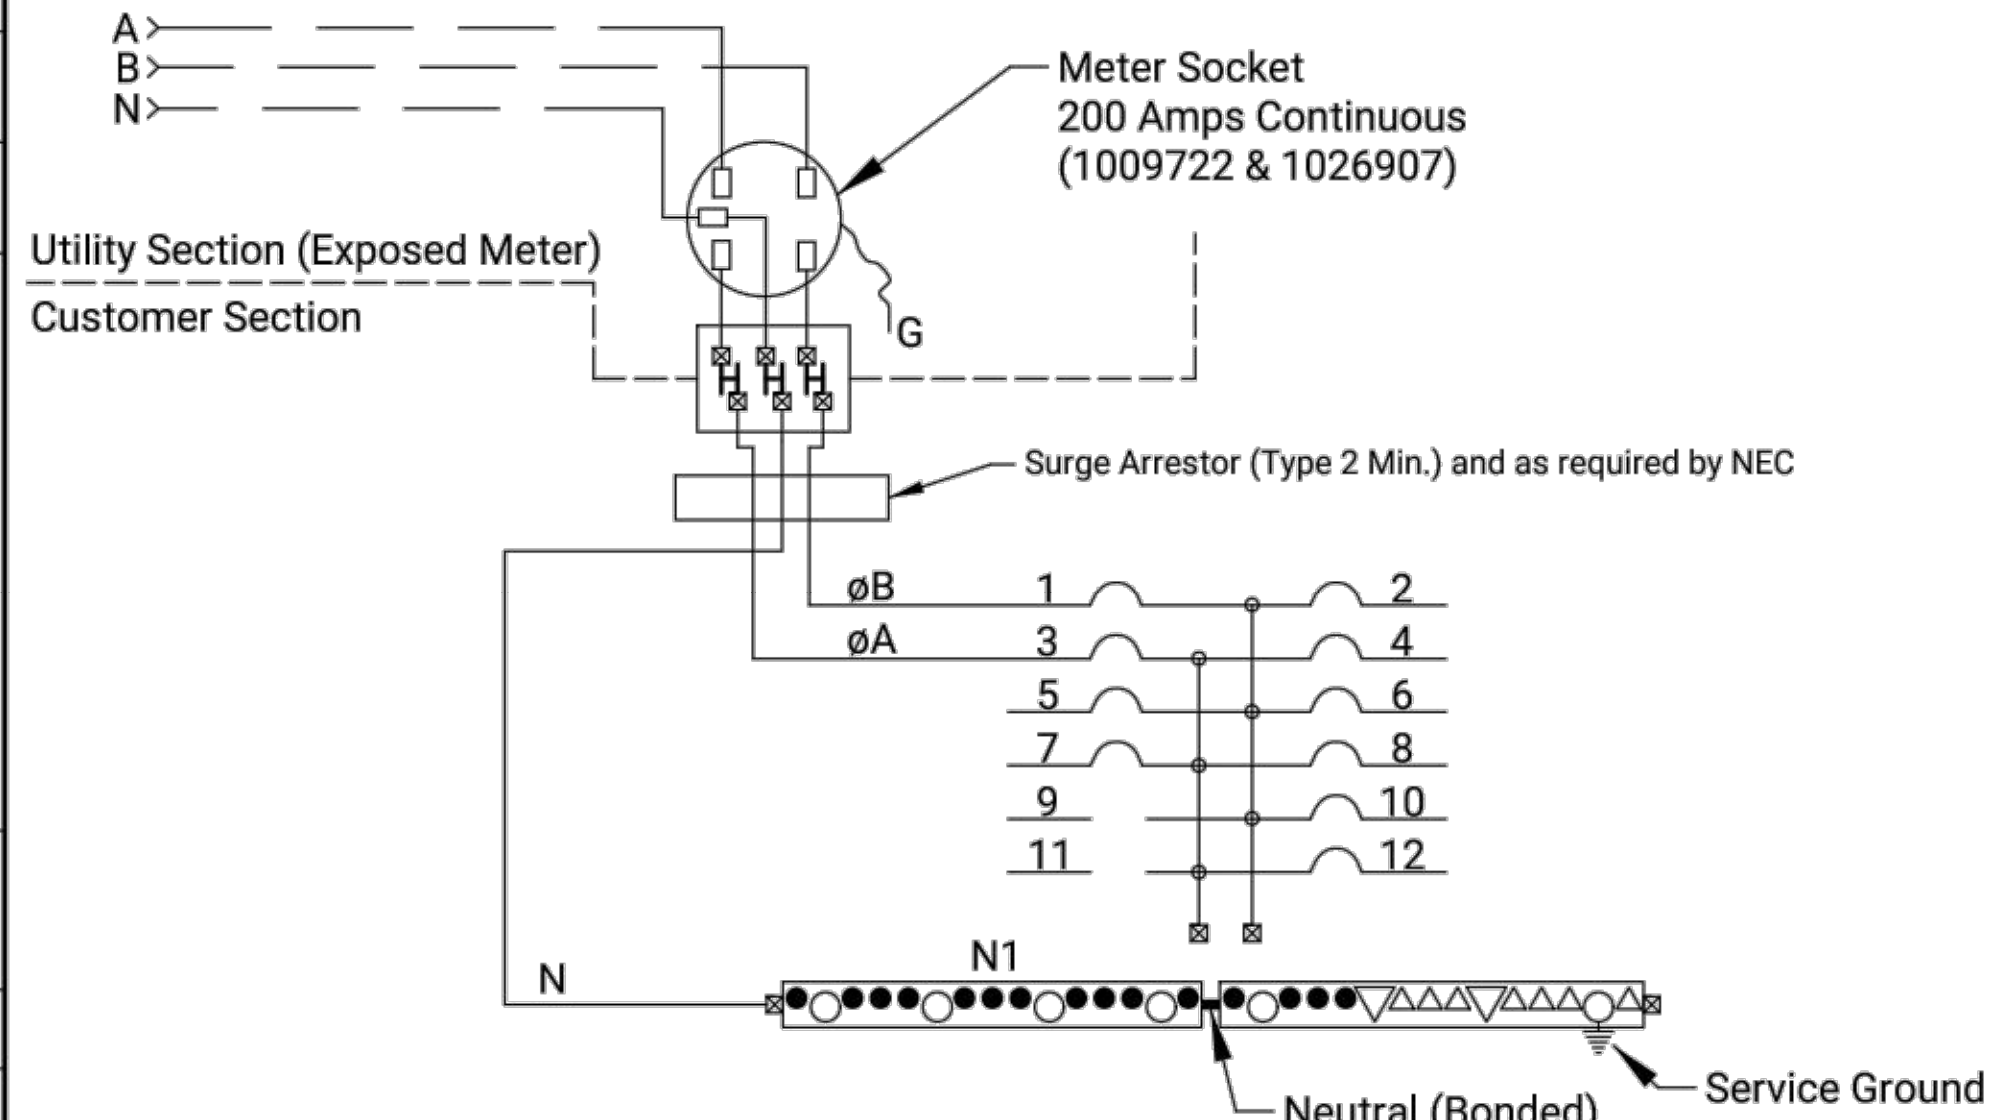 A
B
N
Meter Socket
200 Amps Continuous
(1009722 & 1026907)
Utility Section (Exposed Meter)
Customer Section
G
H H H
Surge Arrestor (Type 2 Min.) and as required by NEC
øB 1 2
øA 3 4
5 6
7 8
9 10
11 12
N1
N
Service Ground
Neutral (Bonded)